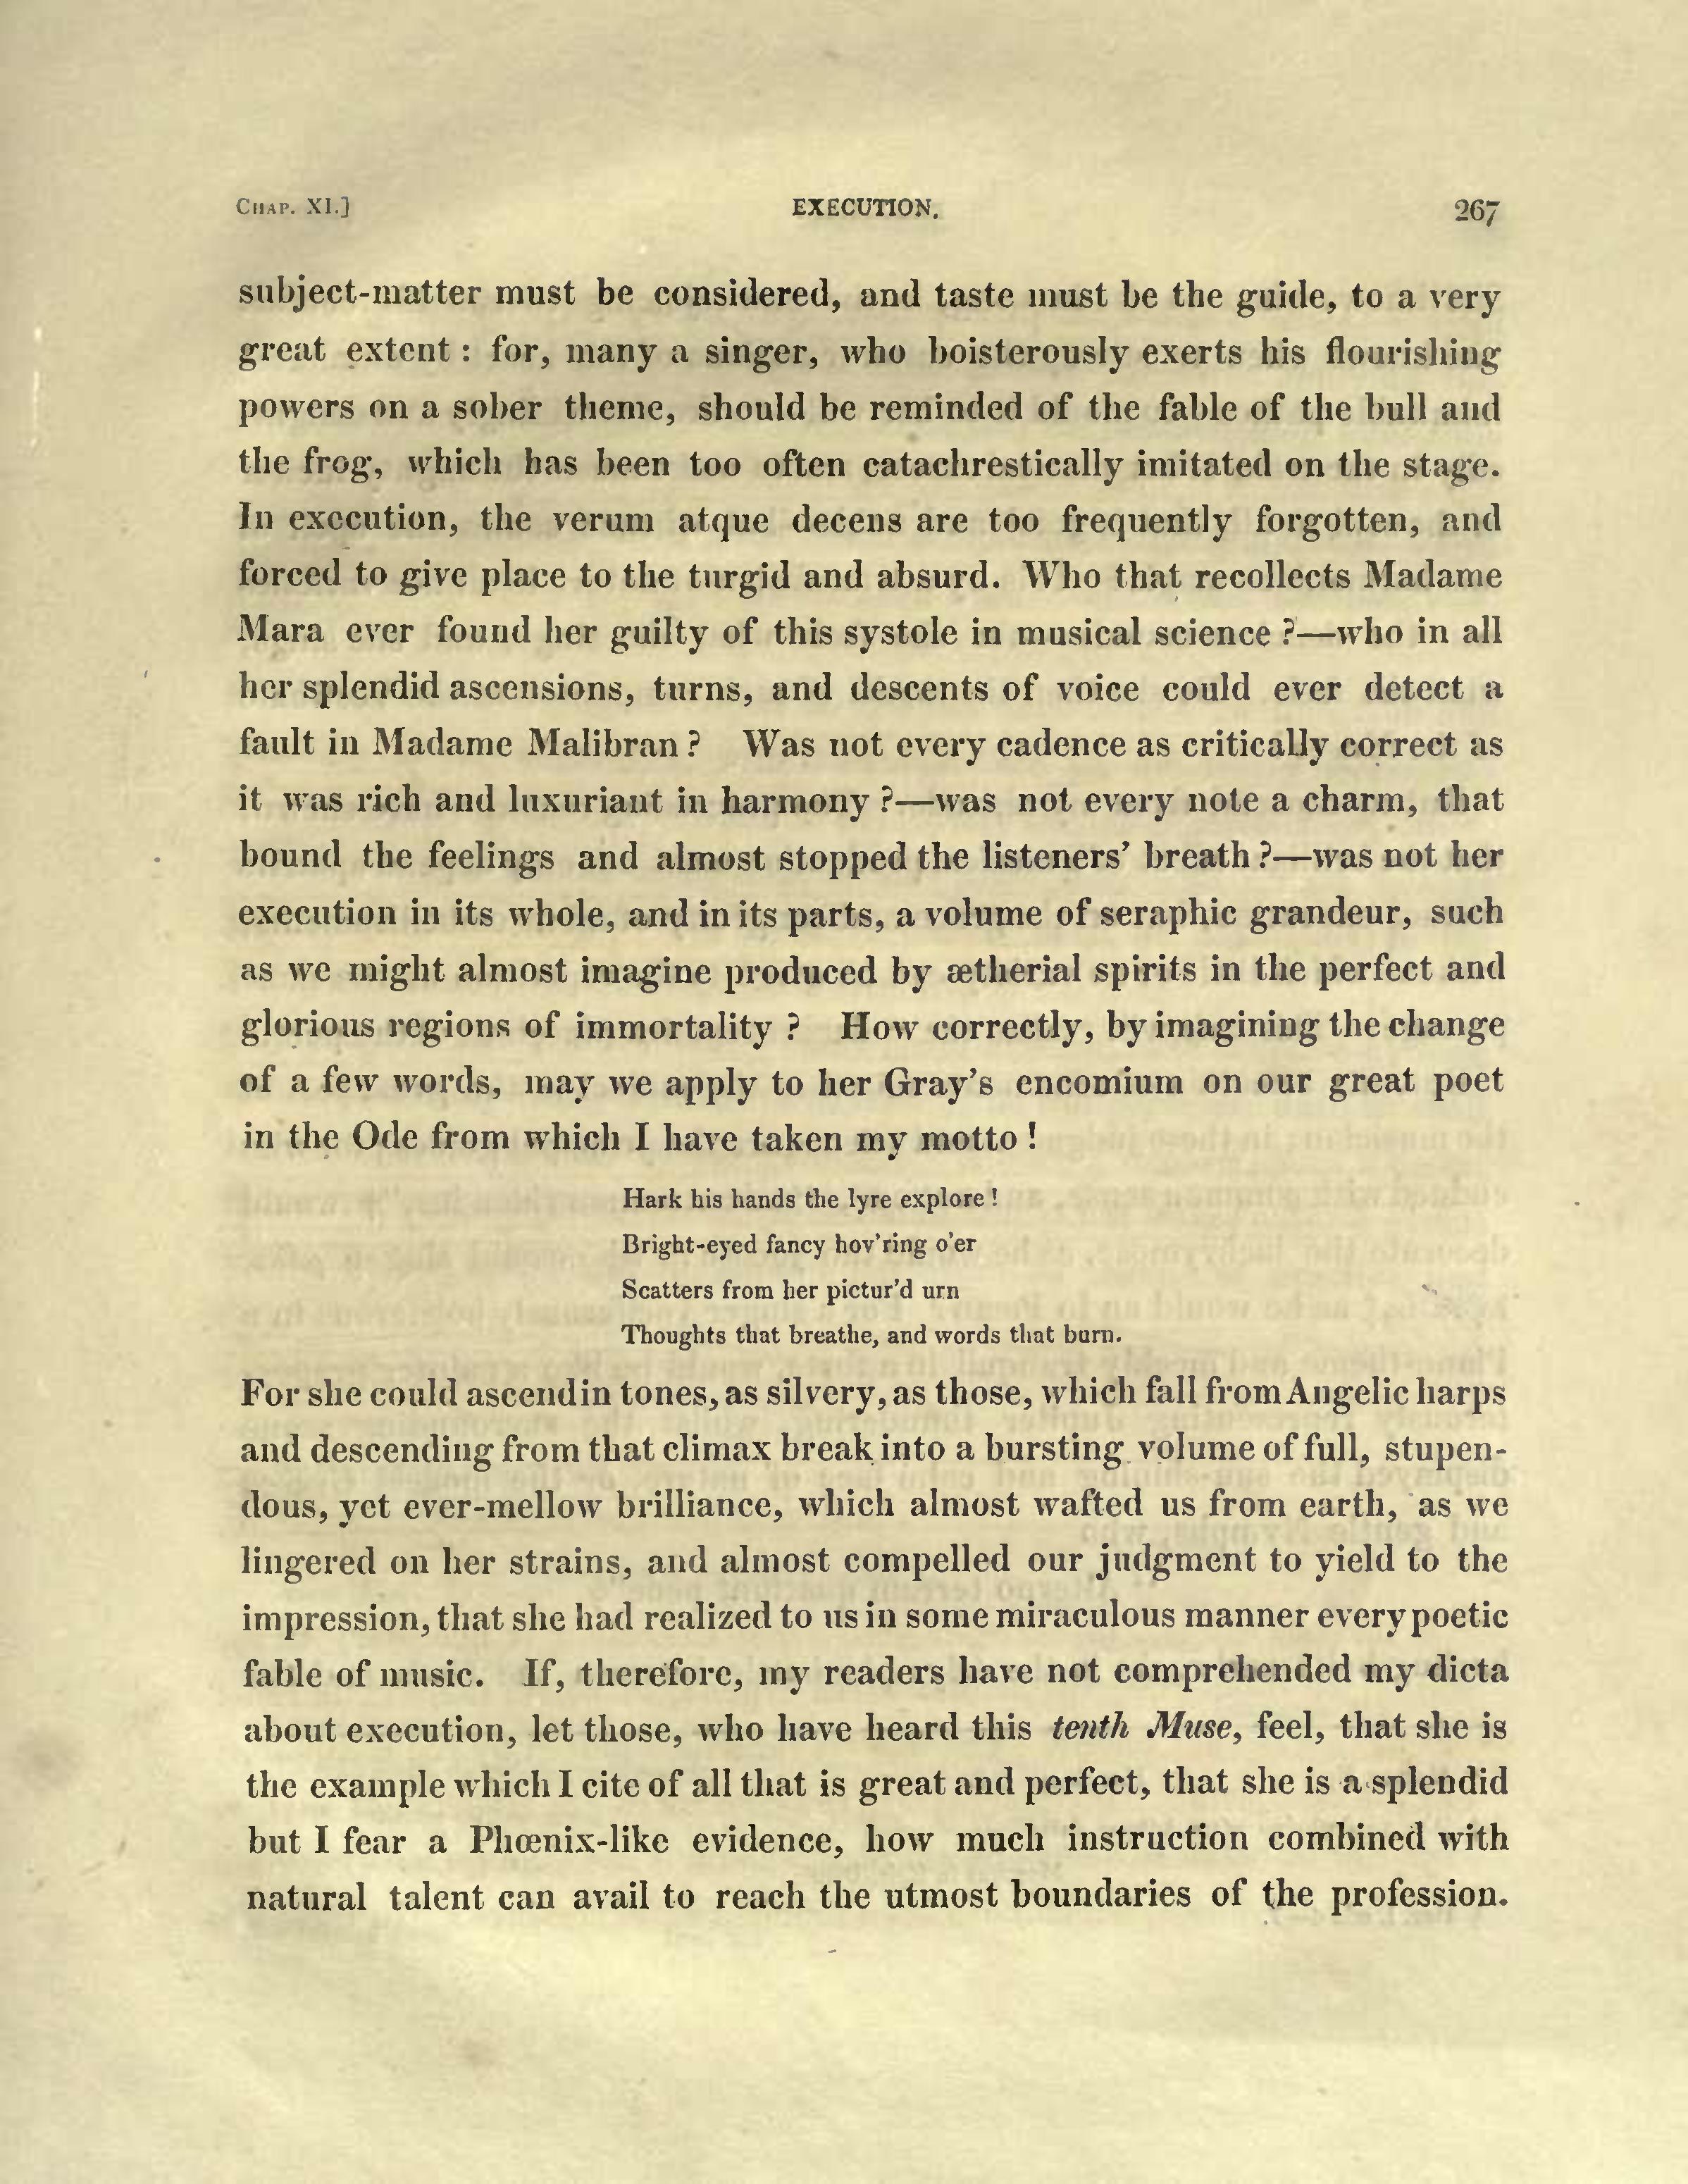 CHAP. XI.] EXECUTION. 267
subject-matter must be considered, and taste must be the guide, to a very
great extent : for, many a singer, who boisterously exerts his flourishing
powers on a sober theme, should be reminded of the fable of the bull and
the frog, which has been too often catachrestically imitated on the stage.
In execution, the verum atque decens are too frequently forgotten, and
forced to give place to the turgid and absurd. Who that recollects Madame
Mara ever found her guilty of this systole in musical science ?—who in all
her splendid ascensions, turns, and descents of voice could ever detect a
fault in Madame Malibran ? Was not every cadence as critically correct as
it was rich and luxuriant in harmony ?—was not every note a charm, that
bound the feelings and almost stopped the listeners' breath ?—was not her
execution in its whole, and in its parts, a volume of seraphic grandeur, such
as we might almost imagine produced by ætherial spirits in the perfect and
glorious regions of immortality ? How correctly, by imagining the change
of a few words, may we apply to her Gray's encomium on our great poet
in the Ode from which I have taken my motto !
Hark his hands the lyre explore !
Bright-eyed fancy hov'ring o'er
Scatters from her pictur'd urn
Thoughts that breathe, and words that burn.
For she could ascend in tones, as silvery, as those, which fall from Angelic harps
and descending from that climax break into a bursting volume of full, stupen-
dous, yet ever-mellow brilliance, which almost wafted us from earth, as we
lingered on her strains, and almost compelled our judgment to yield to the
impression, that she had realized to us in some miraculous manner every poetic
fable of music. If, therefore, my readers have not comprehended my dicta
about execution, let those, who have heard this tenth Muse, feel, that she is
the example which I cite of all that is great and perfect, that she is a splendid
but I fear a Phœnix-like evidence, how much instruction combined with
natural talent can avail to reach the utmost boundaries of the profession.